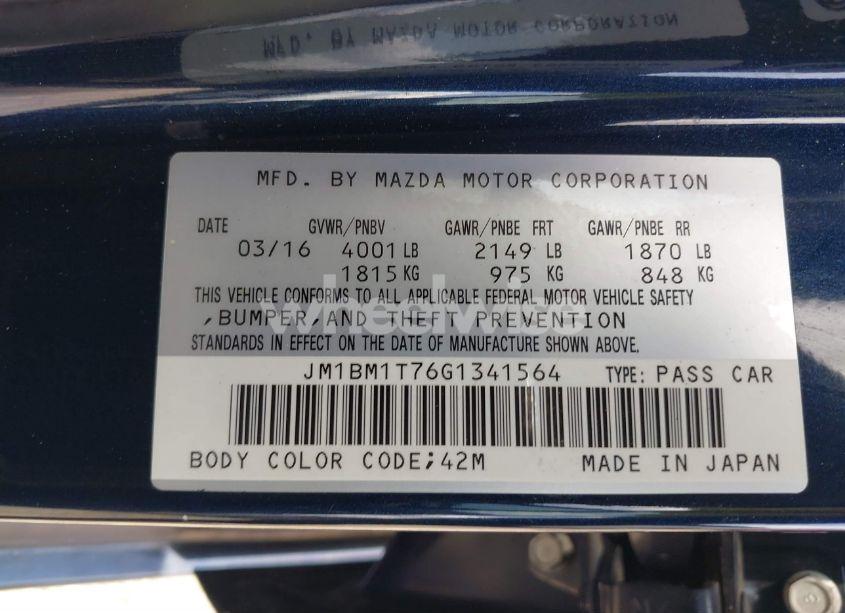 MFD. BY MAZDA MOTOR CORPORATION
MFD. BY MAZDA MOTOR CORPORATION
DATE GVWR/PNBV GAWR/PNBE FRT GAWR/PNBE RR
03/16 4001 LB 2149 LB 1870 LB
1815 KG 975 KG 848 KG
THIS VEHICLE CONFORMS TO ALL APPLICABLE FEDERAL MOTOR VEHICLE SAFETY
,BUMPER,AND THEFT PREVENTION
STANDARDS IN EFFECT ON THE DATE OF MANUFACTURE SHOWN ABOVE.
JM1BM1T76G1341564 TYPE: PASS CAR
BODY COLOR CODE;42M MADE IN JAPAN